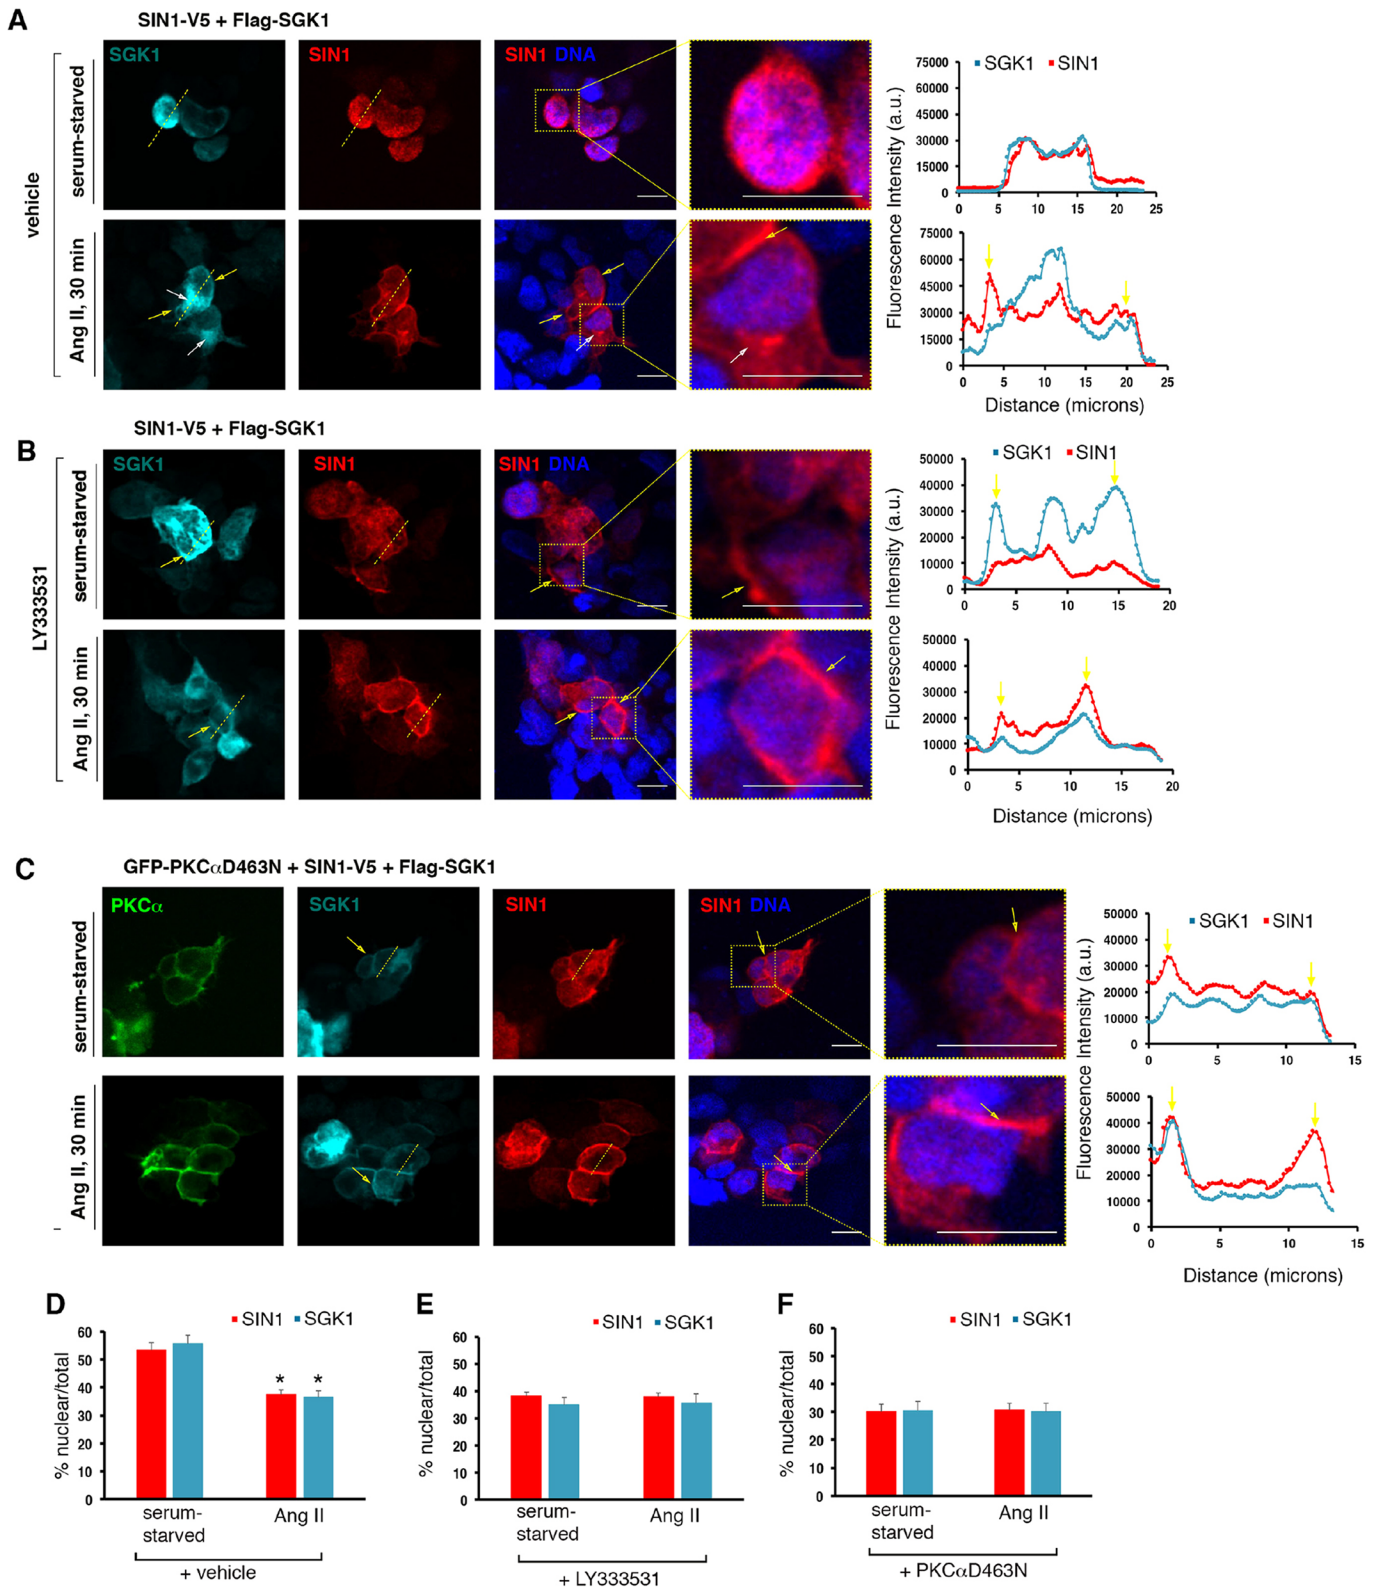 A
SIN1-V5 + Flag-SGK1
vehicle
serum-starved
SGK1
SIN1
SIN1 DNA
SGK1 SIN1
Fluorescence Intensity (a.u.)
75000
60000
45000
30000
15000
0
0 5 10 15 20 25
Ang II, 30 min
75000
60000
45000
30000
15000
0
0 5 10 15 20 25
Distance (microns)
B
SIN1-V5 + Flag-SGK1
LY333531
serum-starved
SGK1
SIN1
SIN1 DNA
SGK1 SIN1
Fluorescence Intensity (a.u.)
50000
40000
30000
20000
10000
0
0 5 10 15 20
Ang II, 30 min
50000
40000
30000
20000
10000
0
0 5 10 15 20
Distance (microns)
C
GFP-PKCαD463N + SIN1-V5 + Flag-SGK1
serum-starved
PKCα
SGK1
SIN1
SIN1 DNA
SGK1 SIN1
Fluorescence Intensity (a.u.)
50000
40000
30000
20000
10000
0
0 5 10 15
Ang II, 30 min
50000
40000
30000
20000
10000
0
0 5 10 15
Distance (microns)
D
SIN1 SGK1
% nuclear/total
60
50
40
30
20
10
0
* *
serum-
starved
Ang II
+ vehicle
E
SIN1 SGK1
% nuclear/total
60
50
40
30
20
10
0
serum-
starved
Ang II
+ LY333531
F
SIN1 SGK1
% nuclear/total
60
50
40
30
20
10
0
serum-
starved
Ang II
+ PKCαD463N